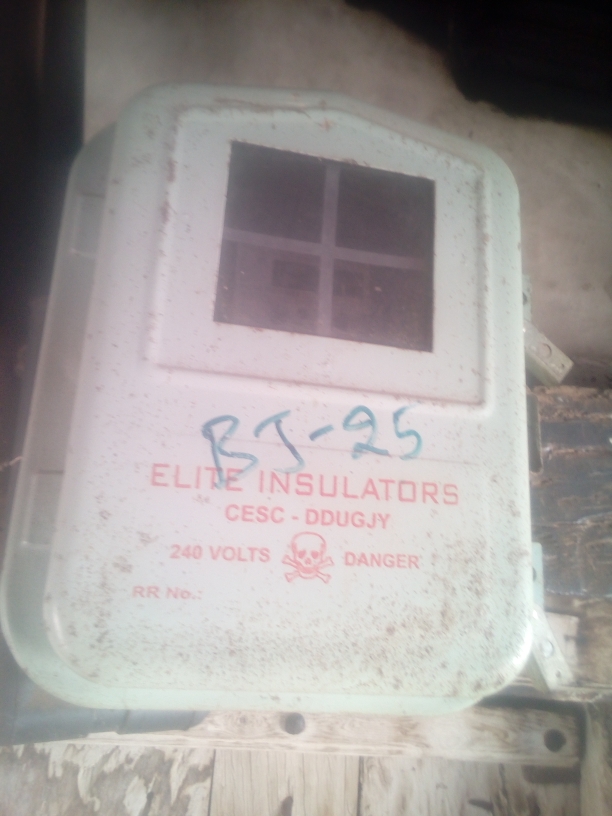 BJ-25
ELITE INSULATORS
CESC - DDUGJY
240 VOLTS DANGER
RR No.: